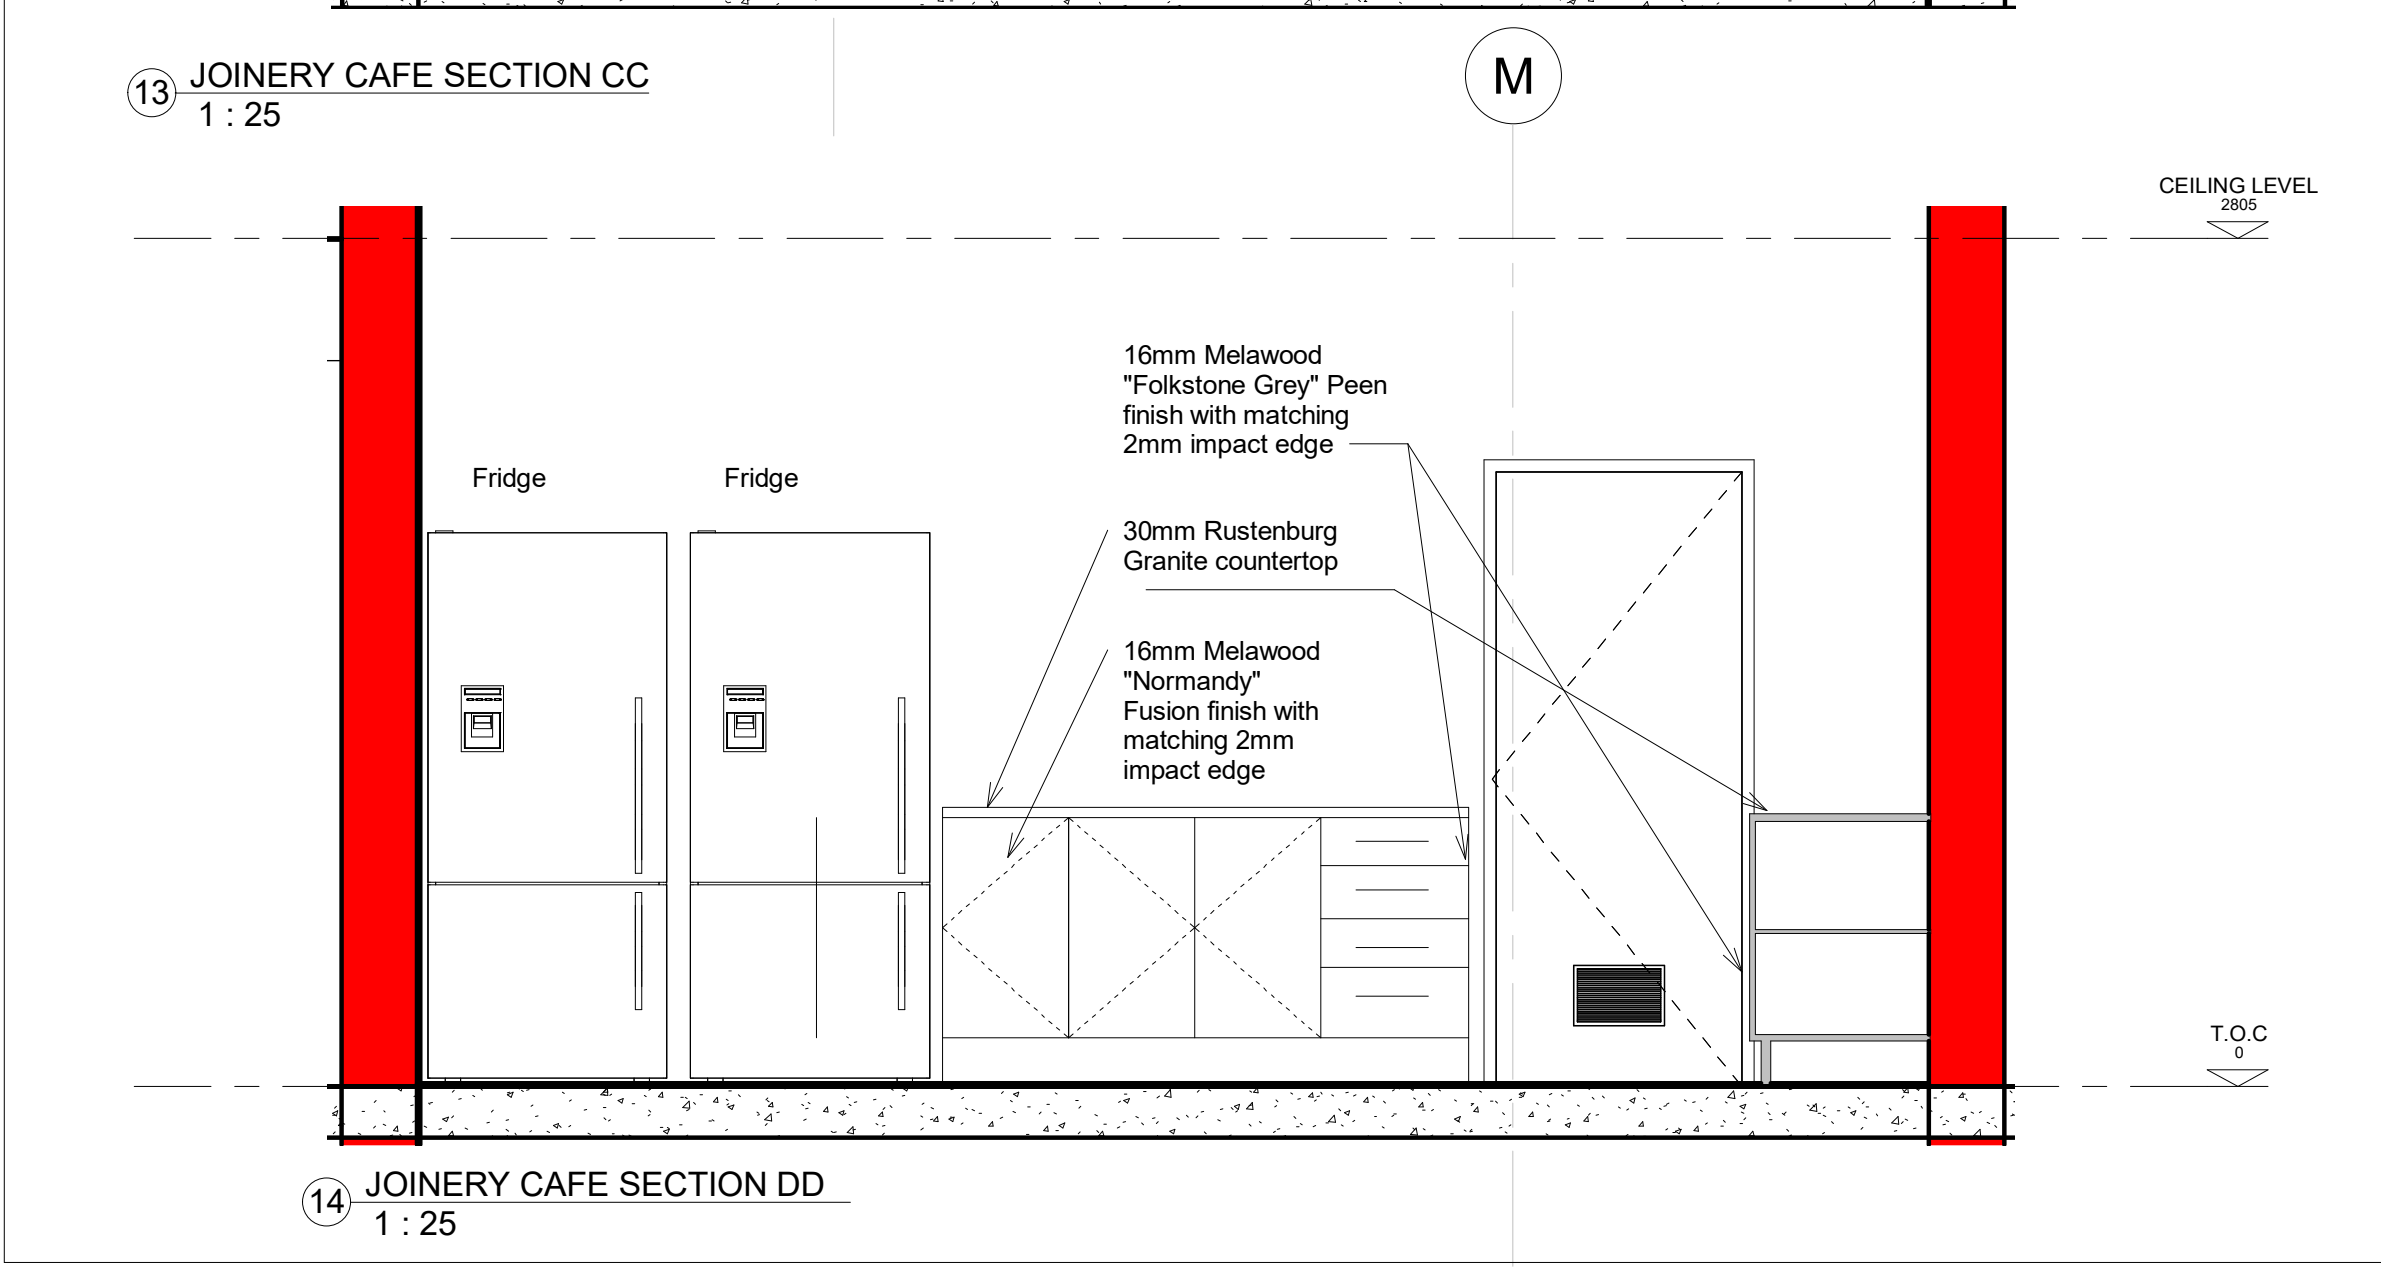 13 JOINERY CAFE SECTION CC
1 : 25
M
CEILING LEVEL
2805
16mm Melawood
"Folkstone Grey" Peen
finish with matching
2mm impact edge
Fridge
Fridge
30mm Rustenburg
Granite countertop
16mm Melawood
"Normandy"
Fusion finish with
matching 2mm
impact edge
T.O.C
0
14 JOINERY CAFE SECTION DD
1 : 25